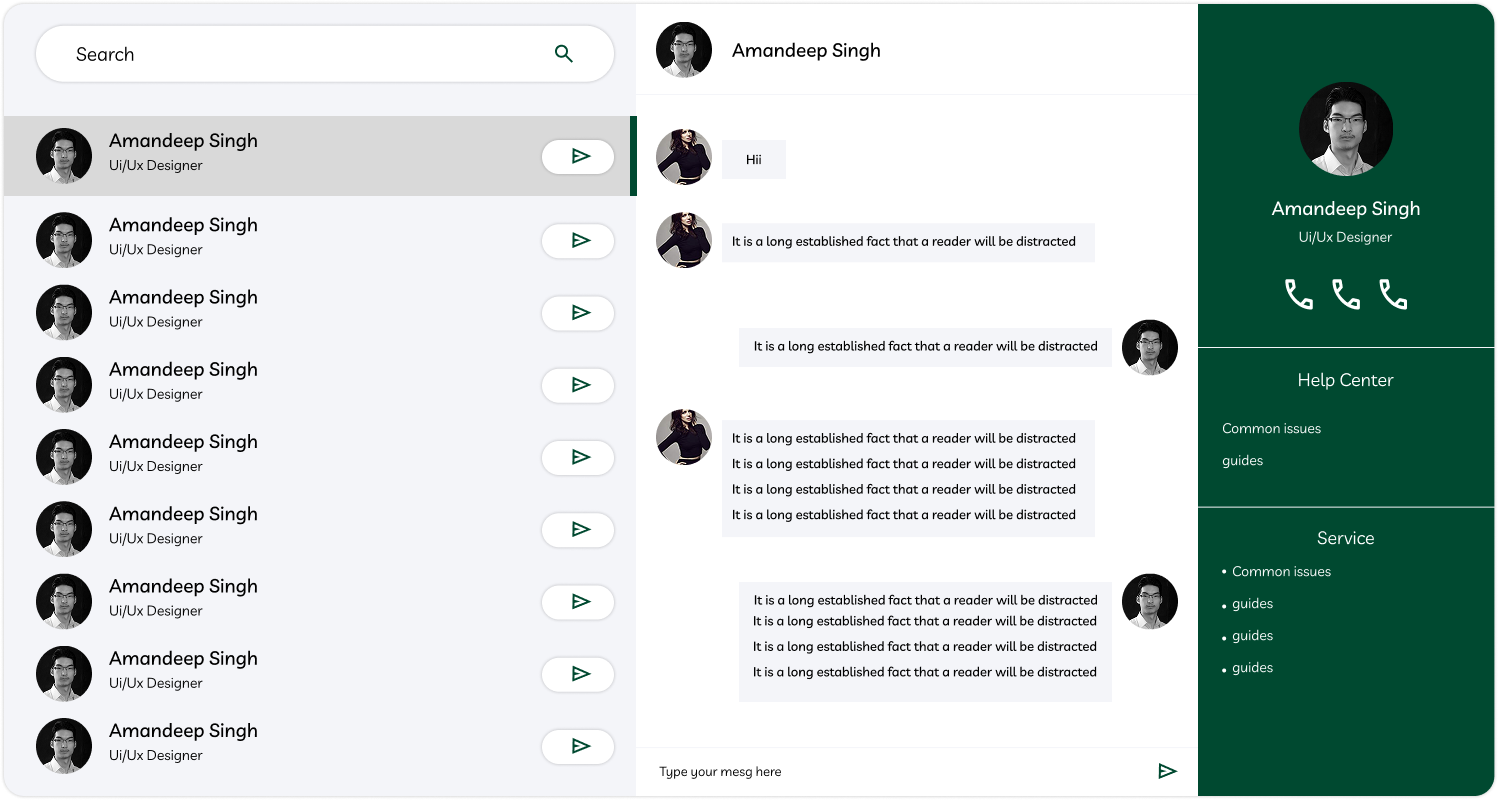 Search
Amandeep Singh
Ui/Ux Designer
Amandeep Singh
Ui/Ux Designer
Amandeep Singh
Ui/Ux Designer
Amandeep Singh
Ui/Ux Designer
Amandeep Singh
Ui/Ux Designer
Amandeep Singh
Ui/Ux Designer
Amandeep Singh
Ui/Ux Designer
Amandeep Singh
Ui/Ux Designer
Amandeep Singh
Ui/Ux Designer
Amandeep Singh
Hii
It is a long established fact that a reader will be distracted
It is a long established fact that a reader will be distracted
It is a long established fact that a reader will be distracted
It is a long established fact that a reader will be distracted
It is a long established fact that a reader will be distracted
It is a long established fact that a reader will be distracted
It is a long established fact that a reader will be distracted
It is a long established fact that a reader will be distracted
It is a long established fact that a reader will be distracted
It is a long established fact that a reader will be distracted
Type your mesg here
Amandeep Singh
Ui/Ux Designer
Help Center
Common issues
guides
Service
• Common issues
• guides
• guides
• guides